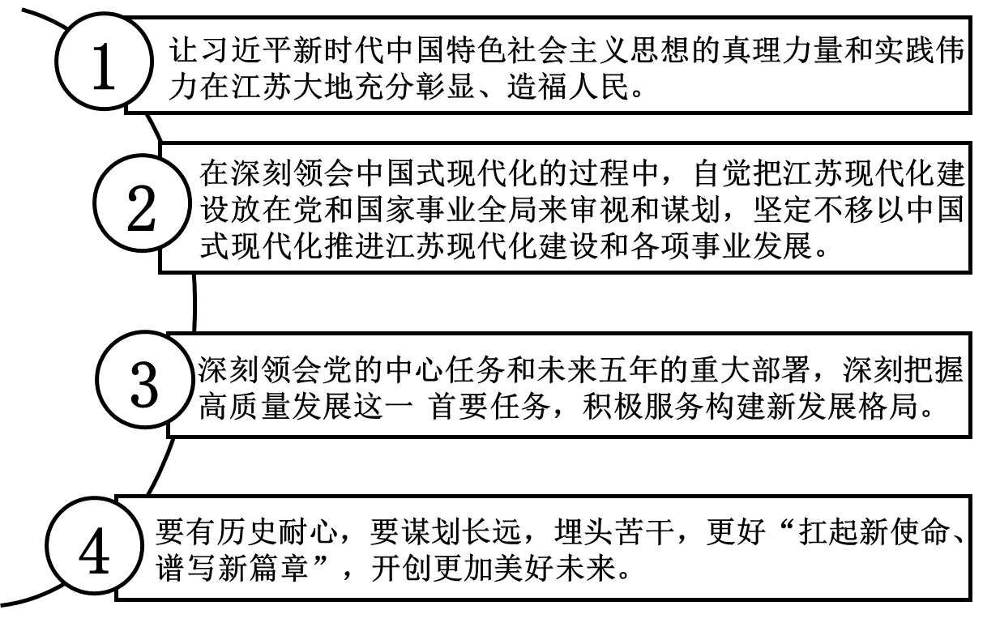 1
让习近平新时代中国特色社会主义思想的真理力量和实践伟
力在江苏大地充分彰显、造福人民。
2
在深刻领会中国式现代化的过程中，自觉把江苏现代化建
设放在党和国家事业全局来审视和谋划，坚定不移以中国
式现代化推进江苏现代化建设和各项事业发展。
3
深刻领会党的中心任务和未来五年的重大部署，深刻把握
高质量发展这一 首要任务，积极服务构建新发展格局。
4
要有历史耐心，要谋划长远，埋头苦干，更好“扛起新使命、
谱写新篇章”，开创更加美好未来。